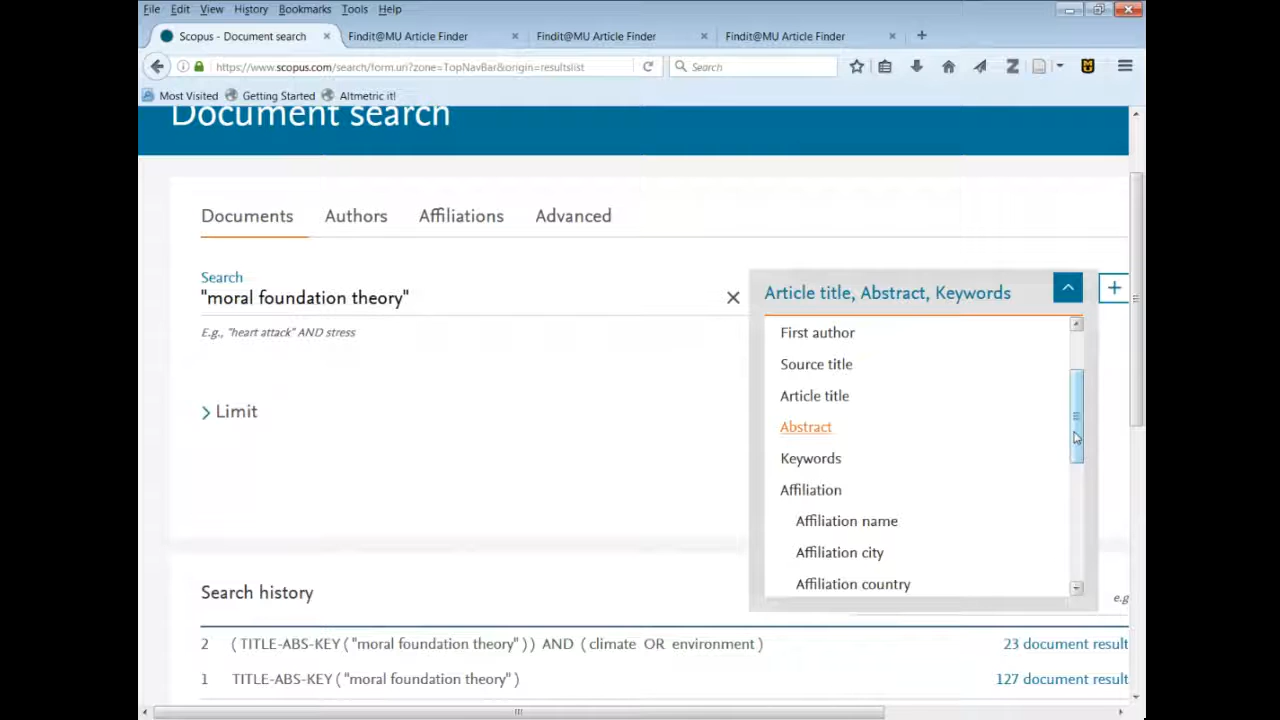 File Edit View History Bookmarks Tools Help
Scopus - Document search Findit@MU Article Finder Findit@MU Article Finder Findit@MU Article Finder
https://www.scopus.com/search/form.uri?zone=TopNavBar&origin=resultslist Search
Most Visited Getting Started Altmetric it!
Document search
Documents Authors Affiliations Advanced
Search
"moral foundation theory"
Article title, Abstract, Keywords
E.g., "heart attack" AND stress
First author
Source title
Article title
Abstract
Keywords
Affiliation
Affiliation name
Affiliation city
Affiliation country
Limit
Search history
e.g
2 ( TITLE-ABS-KEY ( "moral foundation theory" ) ) AND ( climate OR environment ) 23 document result
1 TITLE-ABS-KEY ( "moral foundation theory" ) 127 document result